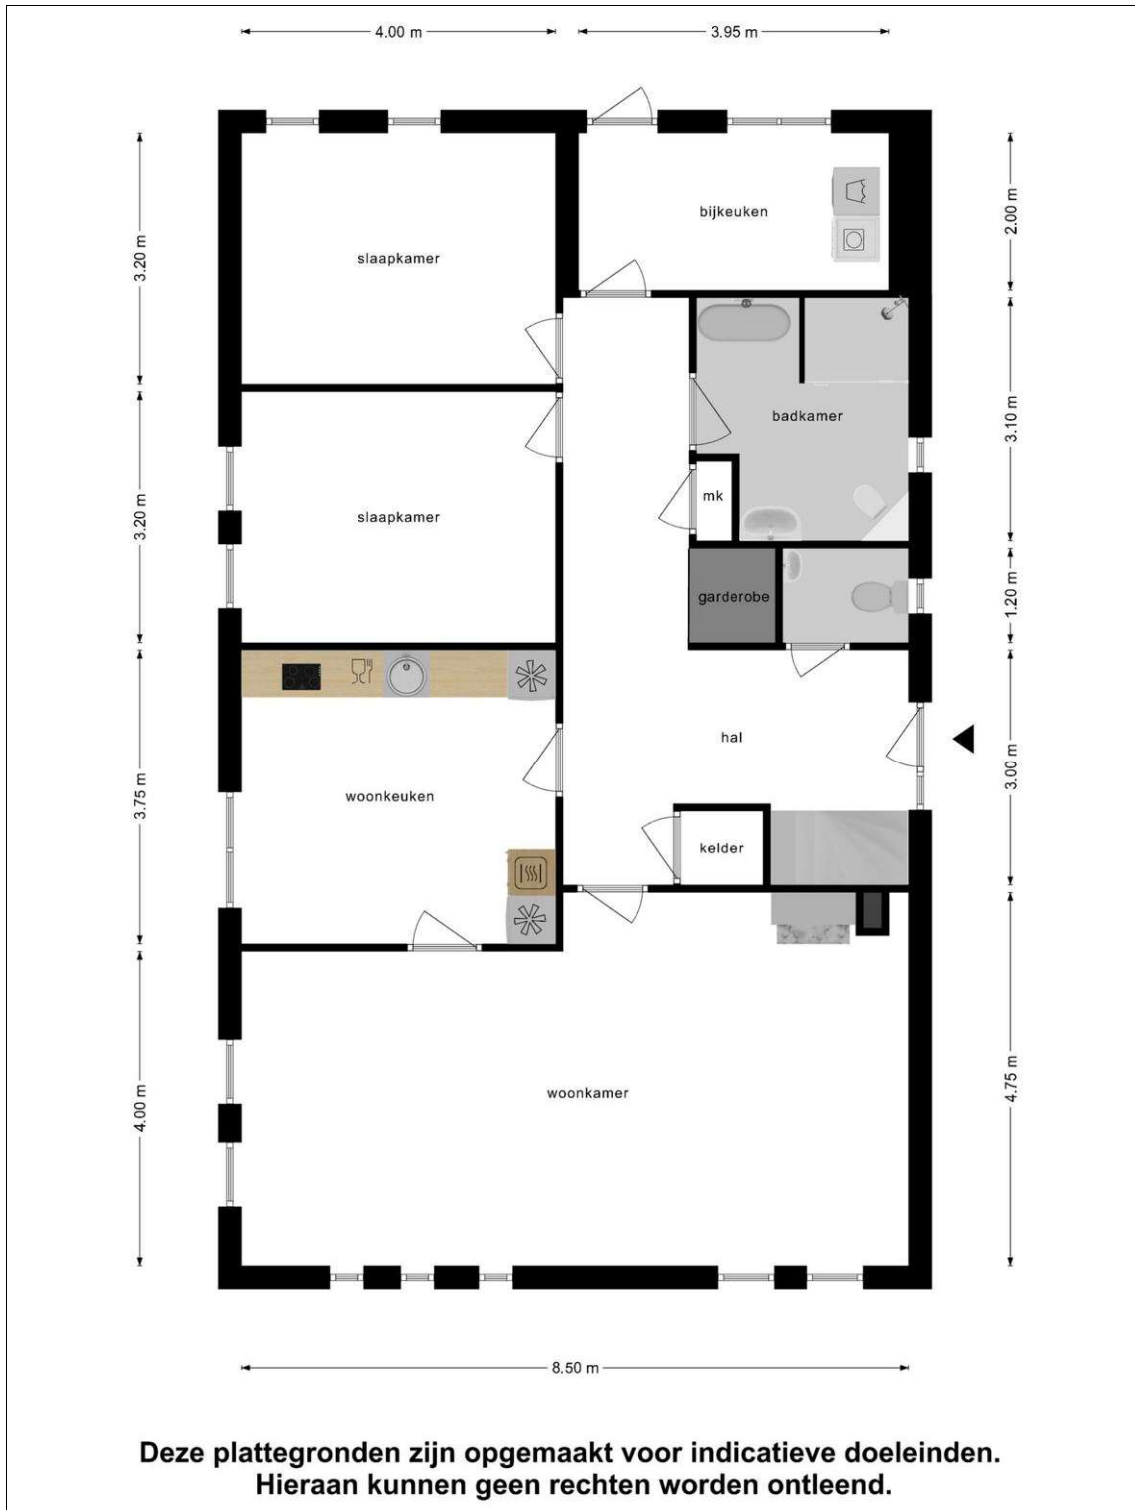 4.00 m
3.95 m
3.20 m
slaapkamer
bijkeuken
2.00 m
3.20 m
slaapkamer
badkamer
3.10 m
mk
garderobe
1.20 m
3.75 m
woonkeuken
hal
kelder
3.00 m
4.00 m
woonkamer
4.75 m
8.50 m
Deze plattegronden zijn opgemaakt voor indicatieve doeleinden.
Hieraan kunnen geen rechten worden ontleend.